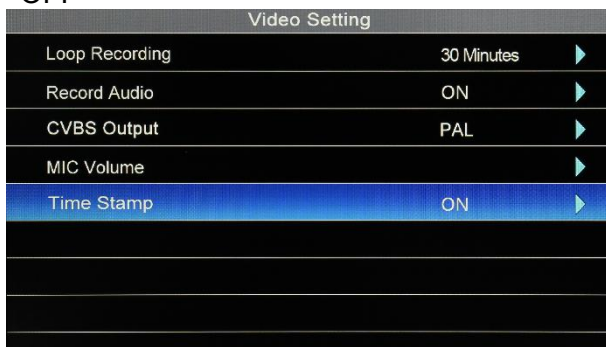 Video Setting
Loop Recording 30 Minutes
Record Audio ON
CVBS Output PAL
MIC Volume
Time Stamp ON